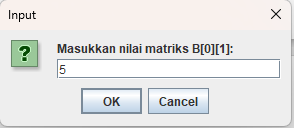 Input
Masukkan nilai matriks B[0][1]:
5
OK
Cancel